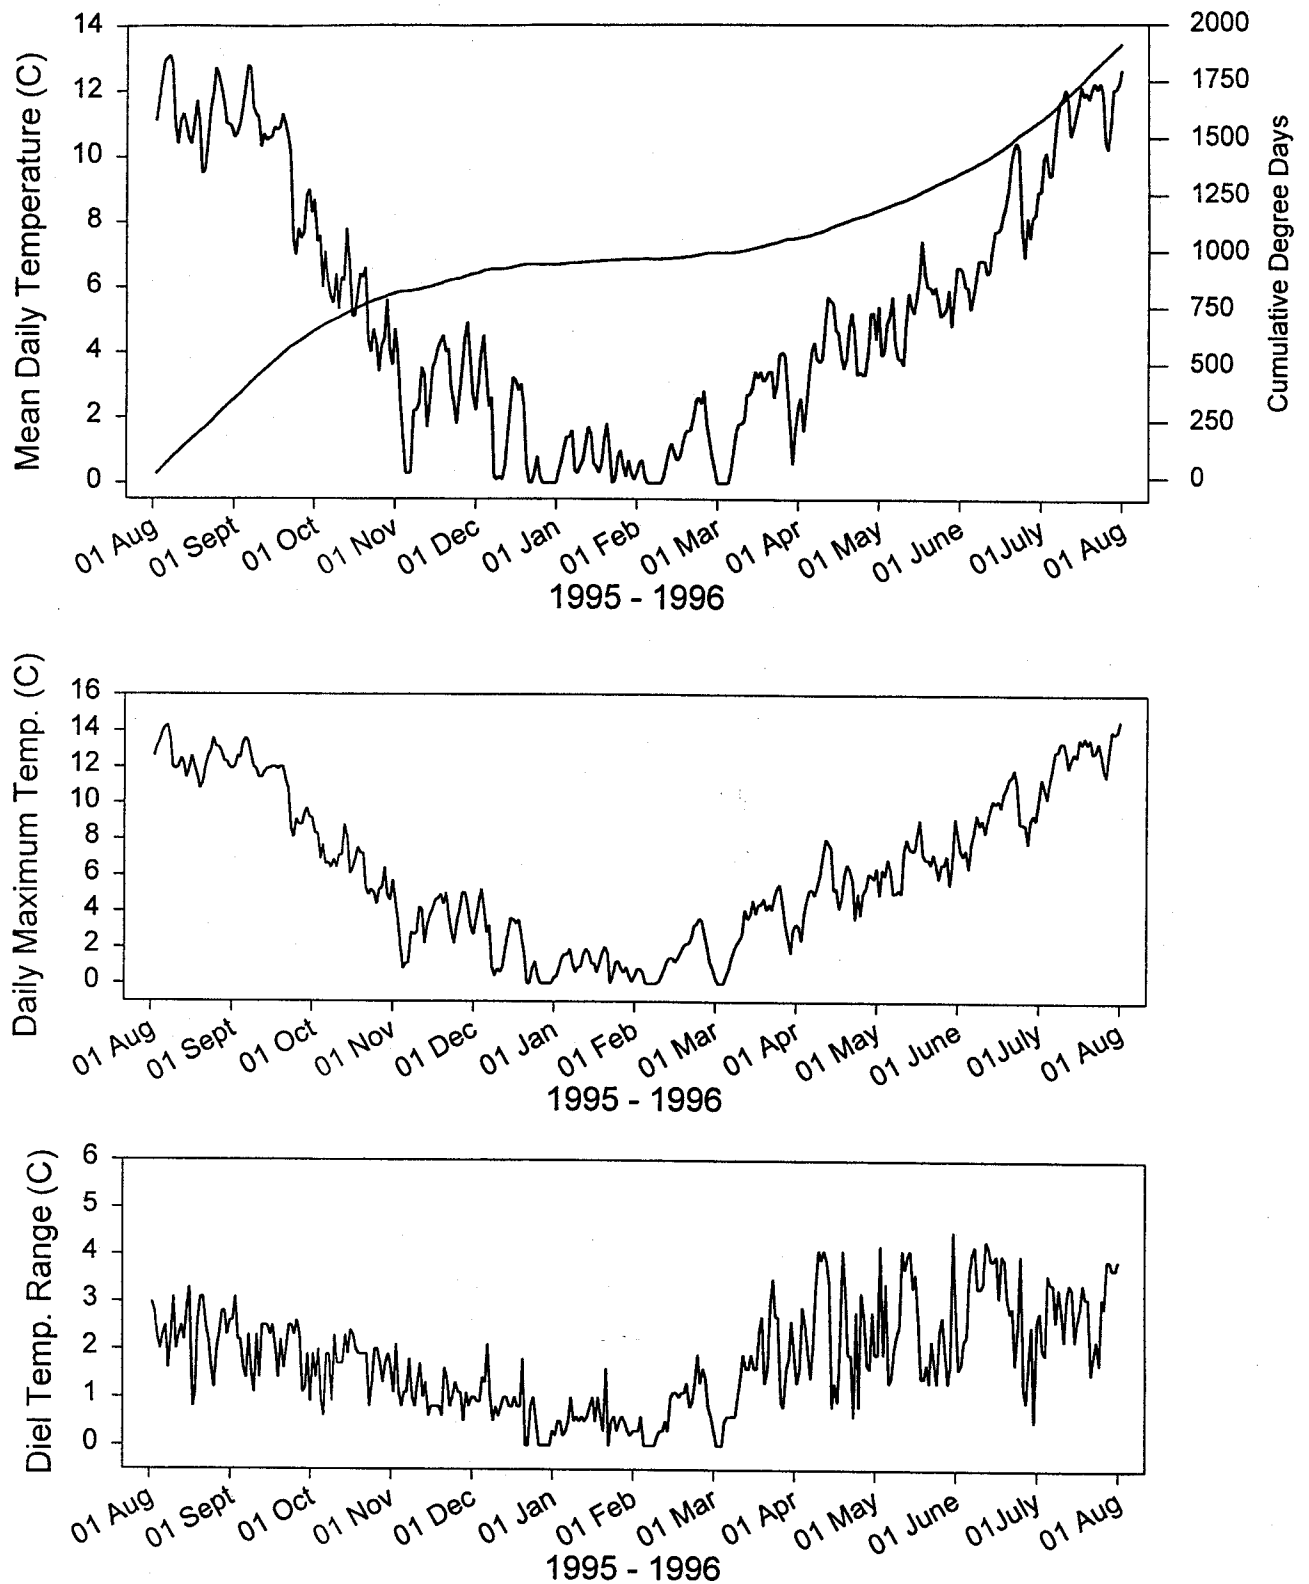 Mean Daily Temperature (C)
14
12
10
8
6
4
2
0
2000
1750
1500
1250
1000
750
500
250
0
Cumulative Degree Days
01 Aug
01 Sept
01 Oct
01 Nov
01 Dec
01 Jan
01 Feb
01 Mar
01 Apr
01 May
01 June
01July
01 Aug
1995 - 1996
Daily Maximum Temp. (C)
16
14
12
10
8
6
4
2
0
01 Aug
01 Sept
01 Oct
01 Nov
01 Dec
01 Jan
01 Feb
01 Mar
01 Apr
01 May
01 June
01July
01 Aug
1995 - 1996
Diel Temp. Range (C)
6
5
4
3
2
1
0
01 Aug
01 Sept
01 Oct
01 Nov
01 Dec
01 Jan
01 Feb
01 Mar
01 Apr
01 May
01 June
01July
01 Aug
1995 - 1996